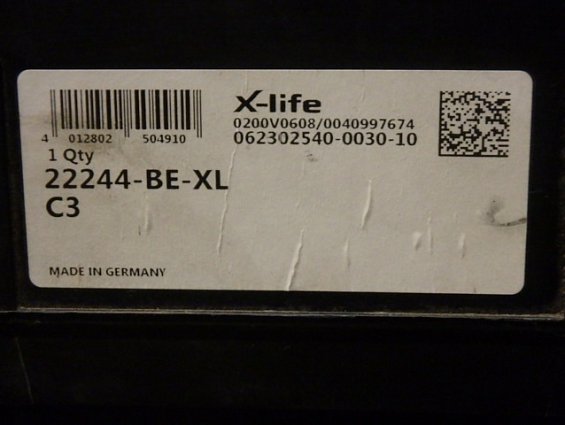 X-life
0200V0608/0040997674
062302540-0030-10
4 012802 504910
1 Qty
22244-BE-XL
C3
MADE IN GERMANY